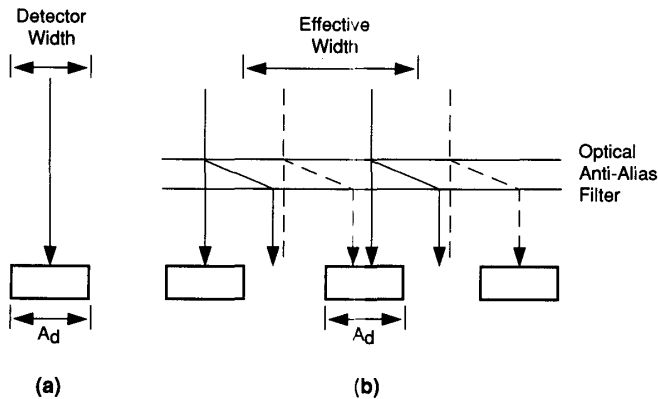 Detector
Width
Effective
Width
Optical
Anti-Alias
Filter
Ad
Ad
(a)
(b)